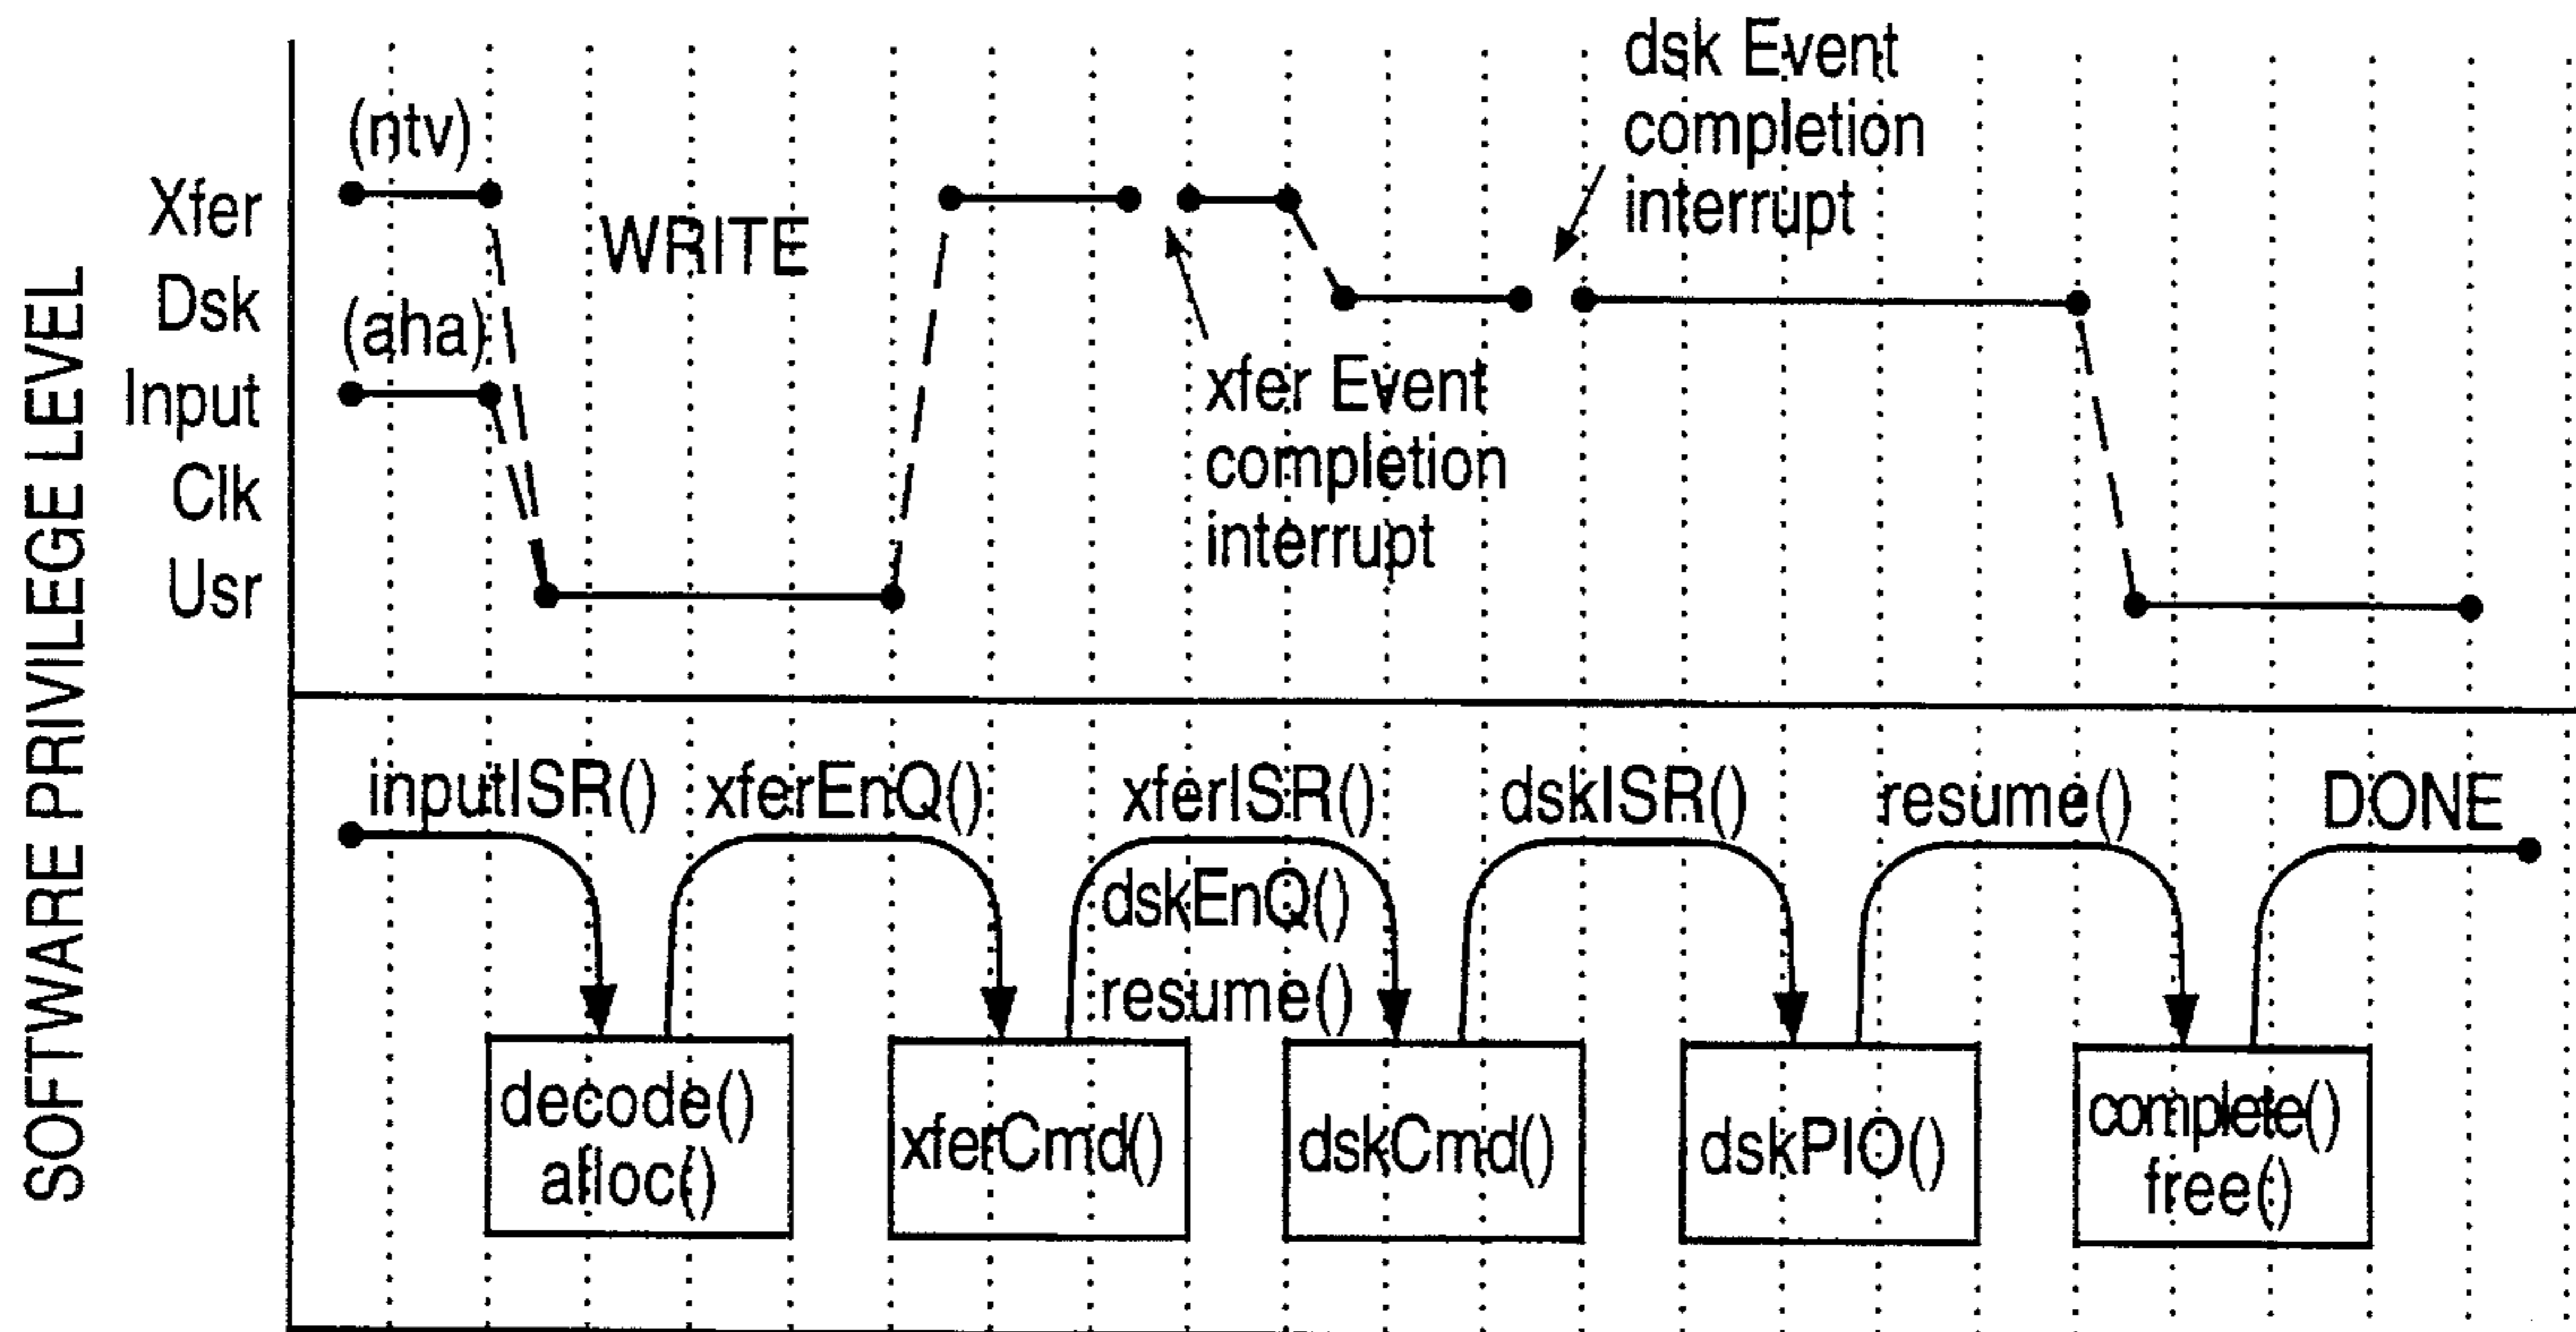 SOFTWARE PRIVILEGE LEVEL
Xfer
Dsk
Input
Clk
Usr
(ntv)
(aha)
WRITE
xfer Event
completion
interrupt
dsk Event
completion
interrupt
inputISR()
xferEnQ()
xferISR()
dskEnQ()
resume()
dskISR()
resume()
DONE
decode()
alloc()
xferCmd()
dskCmd()
dskPIO()
complete()
free()